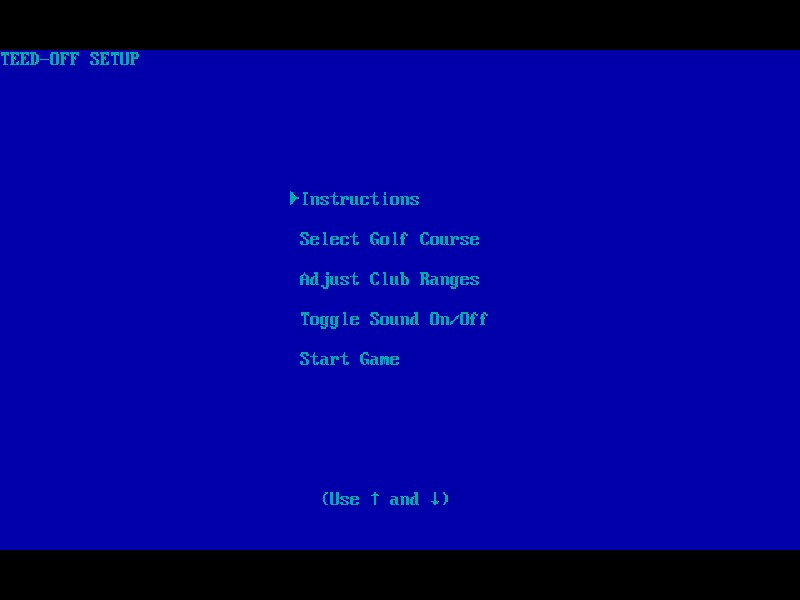 TEED-OFF SETUP
►Instructions
Select Golf Course
Adjust Club Ranges
Toggle Sound On/Off
Start Game
(Use ↑ and ↓)